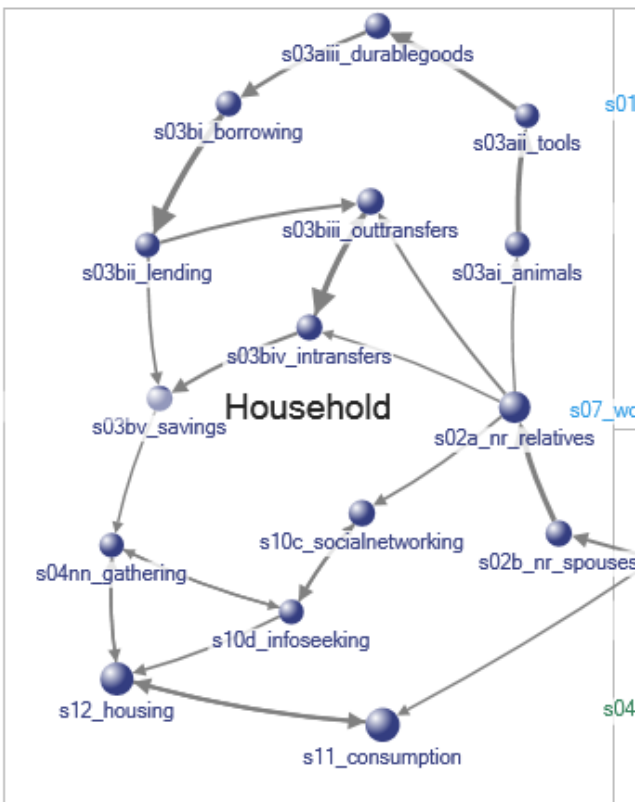 s03aiii_durablegoods
s01
s03bi_borrowing
s03aii_tools
s03biii_outtransfers
s03bii_lending
s03ai_animals
s03biv_intransfers
Household
s07_wo
s03bv_savings
s02a_nr_relatives
s10c_socialnetworking
s02b_nr_spouses
s04nn_gathering
s10d_infoseeking
s12_housing
s04
s11_consumption